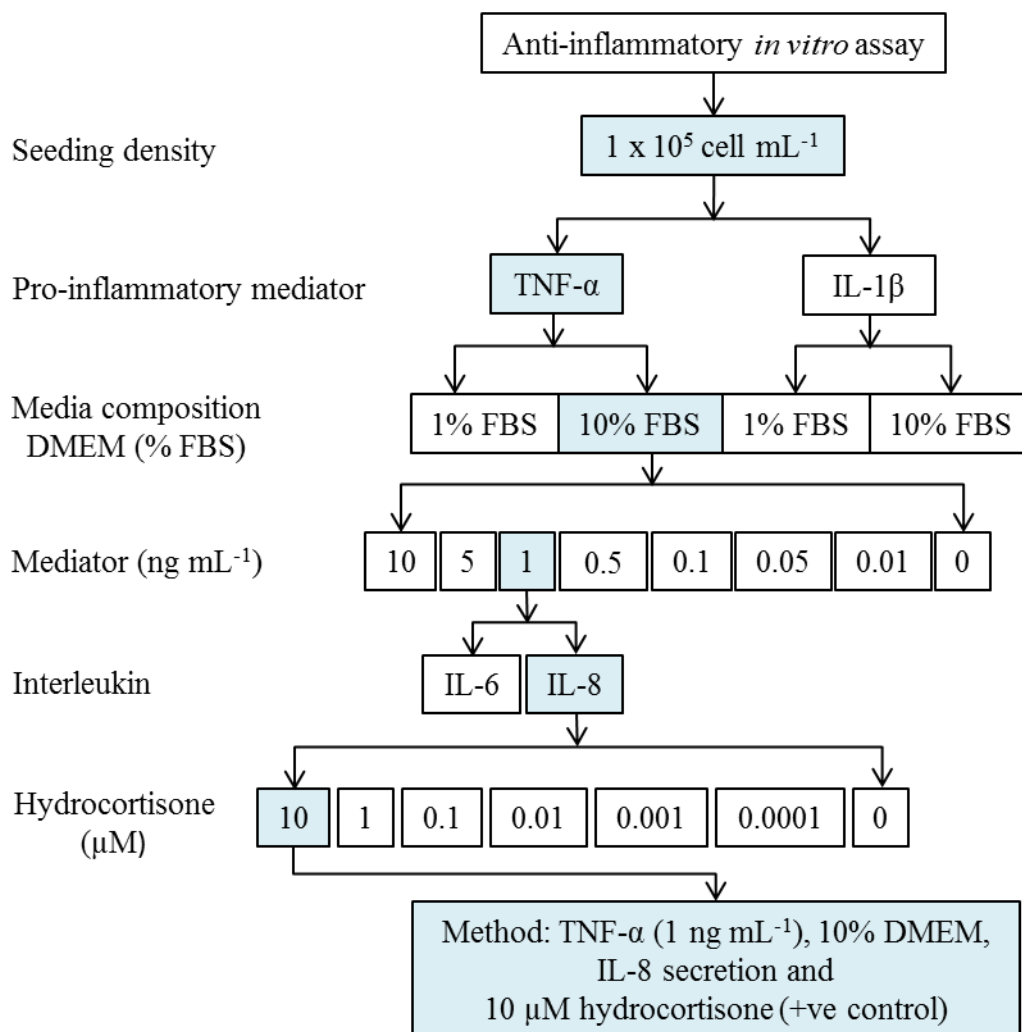 Anti-inflammatory in vitro assay
Seeding density
1 x 10⁵ cell mL⁻¹
Pro-inflammatory mediator
TNF-α
IL-1β
Media composition
DMEM (% FBS)
1% FBS
10% FBS
1% FBS
10% FBS
Mediator (ng mL⁻¹)
10
5
1
0.5
0.1
0.05
0.01
0
Interleukin
IL-6
IL-8
Hydrocortisone
(µM)
10
1
0.1
0.01
0.001
0.0001
0
Method: TNF-α (1 ng mL⁻¹), 10% DMEM,
IL-8 secretion and
10 µM hydrocortisone (+ve control)